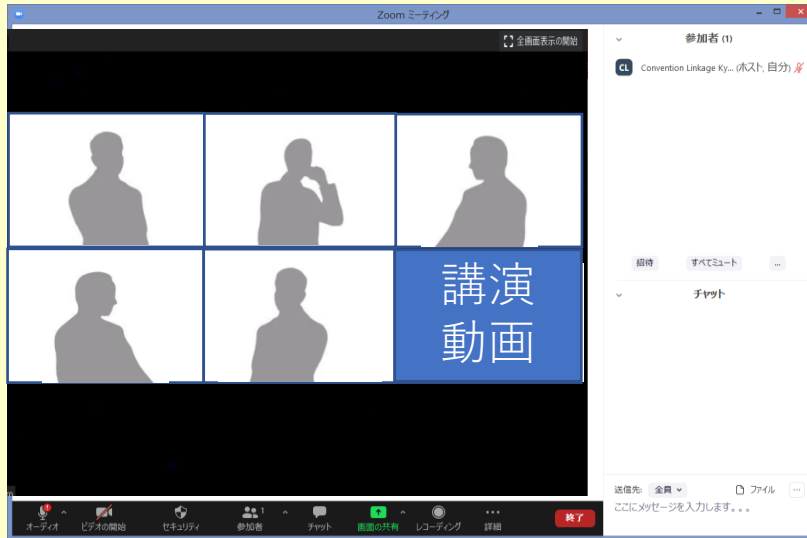 Zoom ミーティング
全画面表示の開始
参加者 (1)
CL Convention Linkage Ky... (ホスト, 自分)
招待 すべてミュート ...
チャット
講演
動画
送信先: 全員 ファイル ...
ここにメッセージを入力します。。。
オーディオ ビデオの開始 セキュリティ 参加者 1 チャット 画面の共有 レコーディング 詳細 終了